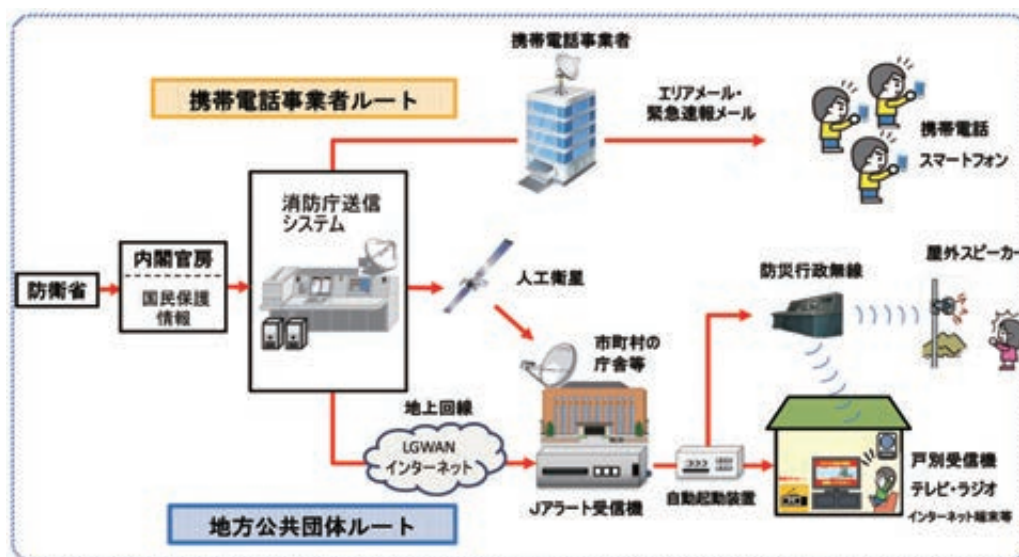 携帯電話事業者
携帯電話事業者ルート
エリアメール・
緊急速報メール
携帯電話
スマートフォン
消防庁送信
システム
防衛省
内閣官房
国民保護
情報
人工衛星
防災行政無線
屋外スピーカー
市町村の
庁舎等
地上回線
LGWAN
インターネット
Jアラート受信機
自動起動装置
戸別受信機
テレビ・ラジオ
インターネット端末等
地方公共団体ルート